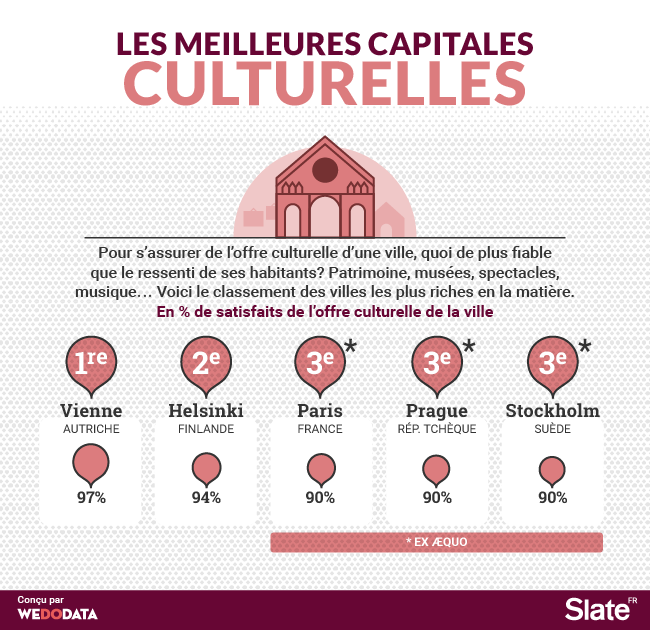 LES MEILLEURES CAPITALES
CULTURELLES
Pour s’assurer de l’offre culturelle d’une ville, quoi de plus fiable
que le ressenti de ses habitants? Patrimoine, musées, spectacles,
musique... Voici le classement des villes les plus riches en la matière.
En % de satisfaits de l’offre culturelle de la ville
1re 2e 3e* 3e* 3e*
Vienne Helsinki Paris Prague Stockholm
AUTRICHE FINLANDE FRANCE RÉP. TCHÈQUE SUÈDE
97% 94% 90% 90% 90%
* EX ÆQUO
Conçu par
WEDODATA
Slate FR